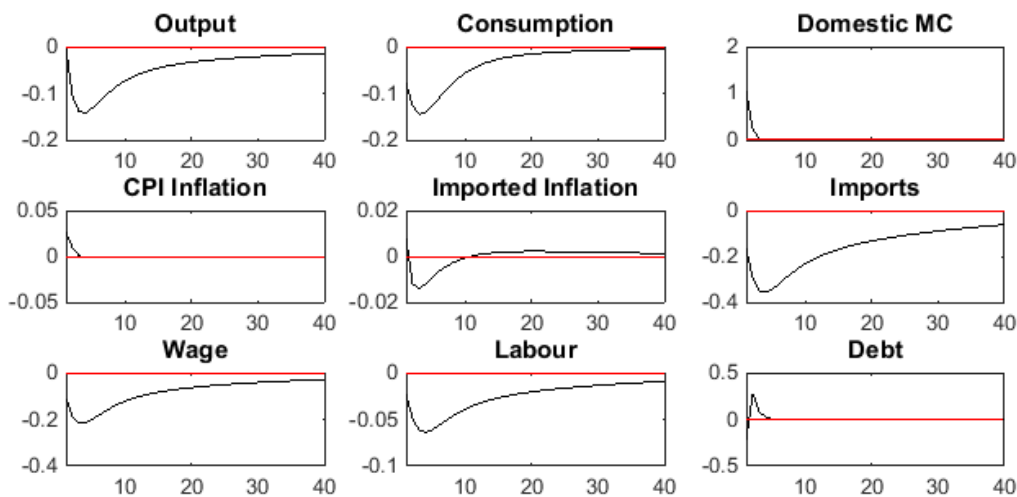 Output Consumption Domestic MC
0 0 2
-0.1 -0.1 1
-0.2 -0.2 0
10 20 30 40 10 20 30 40 10 20 30 40
CPI Inflation Imported Inflation Imports
0.05 0.02 0
0 0 -0.2
-0.05 -0.02 -0.4
10 20 30 40 10 20 30 40 10 20 30 40
Wage Labour Debt
0 0 0.5
-0.2 -0.05 0
-0.4 -0.1 -0.5
10 20 30 40 10 20 30 40 10 20 30 40